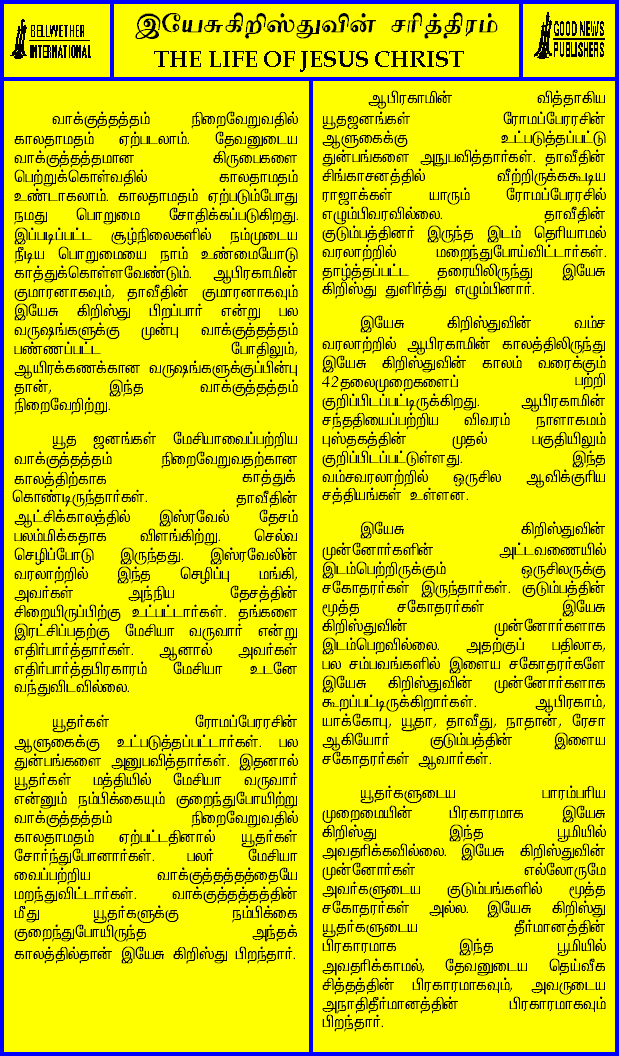 BELLWETHER
INTERNATIONAL
இயேசுகிறிஸ்துவின் சரித்திரம்
THE LIFE OF JESUS CHRIST
GOOD NEWS
PUBLISHERS
வாக்குத்தத்தம் நிறைவேறுவதில்
காலதாமதம் ஏற்படலாம். தேவனுடைய
வாக்குத்தத்தமான கிருபைகளை
பெற்றுக்கொள்வதில் காலதாமதம்
உண்டாகலாம். காலதாமதம் ஏற்படும்போது
நமது பொறுமை சோதிக்கப்படுகிறது.
இப்படிப்பட்ட சூழ்நிலைகளில் நம்முடைய
நீடிய பொறுமையை நாம் உண்மையோடு
காத்துக்கொள்ளவேண்டும். ஆபிரகாமின்
குமாரனாகவும், தாவீதின் குமாரனாகவும்
இயேசு கிறிஸ்து பிறப்பார் என்று பல
வருஷங்களுக்கு முன்பு வாக்குத்தத்தம்
பண்ணப்பட்ட போதிலும்,
ஆயிரக்கணக்கான வருஷங்களுக்குப்பின்பு
தான், இந்த வாக்குத்தத்தம்
நிறைவேறிற்று.
யூத ஜனங்கள் மேசியாவைப்பற்றிய
வாக்குத்தத்தம் நிறைவேறுவதற்கான
காலத்திற்காக காத்துக்
கொண்டிருந்தார்கள். தாவீதின்
ஆட்சிக்காலத்தில் இஸ்ரவேல் தேசம்
பலம்மிக்கதாக விளங்கிற்று. செல்வ
செழிப்போடு இருந்தது. இஸ்ரவேலின்
வரலாற்றில் இந்த செழிப்பு மங்கி,
அவர்கள் அந்நிய தேசத்தின்
சிறையிருப்பிற்கு உட்பட்டார்கள். தங்களை
இரட்சிப்பதற்கு மேசியா வருவார் என்று
எதிர்பார்த்தார்கள். ஆனால் அவர்கள்
எதிர்பார்த்தபிரகாரம் மேசியா உடனே
வந்துவிடவில்லை.
யூதர்கள் ரோமப்பேரரசின்
ஆளுகைக்கு உட்படுத்தப்பட்டார்கள். பல
துன்பங்களை அனுபவித்தார்கள். இதனால்
யூதர்கள் மத்தியில் மேசியா வருவார்
என்னும் நம்பிக்கையும் குறைந்துபோயிற்று
வாக்குத்தத்தம் நிறைவேறுவதில்
காலதாமதம் ஏற்பட்டதினால் யூதர்கள்
சோர்ந்துபோனார்கள். பலர் மேசியா
வைப்பற்றிய வாக்குத்தத்தத்தையே
மறந்துவிட்டார்கள். வாக்குத்தத்தத்தின்
மீது யூதர்களுக்கு நம்பிக்கை
குறைந்துபோயிருந்த அந்தக்
காலத்தில்தான் இயேசு கிறிஸ்து பிறந்தார்.
ஆபிரகாமின் வித்தாகிய
யூதஜனங்கள் ரோமப்பேரரசின்
ஆளுகைக்கு உட்படுத்தப்பட்டு
துன்பங்களை அநுபவித்தார்கள். தாவீதின்
சிங்காசனத்தில் வீற்றிருக்ககூடிய
ராஜாக்கள் யாரும் ரோமப்பேரரசில்
எழும்பிவரவில்லை. தாவீதின்
குடும்பத்தினர் இருந்த இடம் தெரியாமல்
வரலாற்றில் மறைந்துபோய்விட்டார்கள்.
தாழ்த்தப்பட்ட தரையிலிருந்து இயேசு
கிறிஸ்து துளிர்த்து எழும்பினார்.
இயேசு கிறிஸ்துவின் வம்ச
வரலாற்றில் ஆபிரகாமின் காலத்திலிருந்து
இயேசு கிறிஸ்துவின் காலம் வரைக்கும்
42தலைமுறைகளைப் பற்றி
குறிப்பிடப்பட்டிருக்கிறது. ஆபிரகாமின்
சந்ததியைப்பற்றிய விவரம் நாளாகமம்
புஸ்தகத்தின் முதல் பகுதியிலும்
குறிப்பிடப்பட்டுள்ளது. இந்த
வம்சவரலாற்றில் ஒருசில ஆவிக்குரிய
சத்தியங்கள் உள்ளன.
இயேசு கிறிஸ்துவின்
முன்னோர்களின் அட்டவணையில்
இடம்பெற்றிருக்கும் ஒருசிலருக்கு
சகோதரர்கள் இருந்தார்கள். குடும்பத்தின்
மூத்த சகோதரர்கள் இயேசு
கிறிஸ்துவின் முன்னோர்களாக
இடம்பெறவில்லை. அதற்குப் பதிலாக,
பல சம்பவங்களில் இளைய சகோதரர்களே
இயேசு கிறிஸ்துவின் முன்னோர்களாக
கூறப்பட்டிருக்கிறார்கள். ஆபிரகாம்,
யாக்கோபு, யூதா, தாவீது, நாதான், ரேசா
ஆகியோர் குடும்பத்தின் இளைய
சகோதரர்கள் ஆவார்கள்.
யூதர்களுடைய பாரம்பரிய
முறைமையின் பிரகாரமாக இயேசு
கிறிஸ்து இந்த பூமியில்
அவதரிக்கவில்லை. இயேசு கிறிஸ்துவின்
முன்னோர்கள் எல்லோருமே
அவர்களுடைய குடும்பங்களில் மூத்த
சகோதரர்கள் அல்ல. இயேசு கிறிஸ்து
யூதர்களுடைய தீர்மானத்தின்
பிரகாரமாக இந்த பூமியில்
அவதரிக்காமல், தேவனுடைய தெய்வீக
சித்தத்தின் பிரகாரமாகவும், அவருடைய
அநாதிதீர்மானத்தின் பிரகாரமாகவும்
பிறந்தார்.